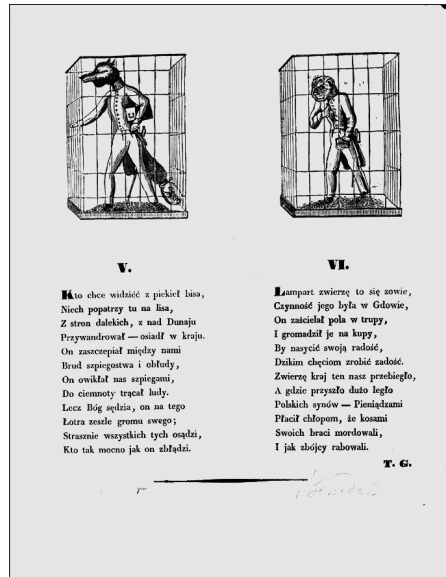 V.
Kto chce widzićć z piekieł bisa,
Niech popatrzy tu na lisa,
Z stron dalekich, z nad Dunaju
Przywandrował — osiadł w kraju.
On zaszczepiał między nami
Brud szpiegostwa i obłudy,
On owikłał nas szpiegami,
Do ciemnoty trącał ludy.
Lecz Bóg sędzia, on na tego
Łotra zeszle gromu swego;
Strasznie wszystkich tych osądzi,
Kto tak mocno jak on zbłądzi.
VI.
Lampart zwierzę to się zowie,
Czynność jego była w Gdowie,
On zaścielał pola w trupy,
I gromadził je na kupy,
By nasycić swoją radość,
Dzikim chęciom zrobić zadość.
Zwierzę kraj ten nasz przebiegło,
A gdzie przyszło dużo legło
Polskich synów — Pieniądzami
Płacił chłopom, że kosami
Swoich braci mordowali,
I jak zbójcy rabowali.
T. G.